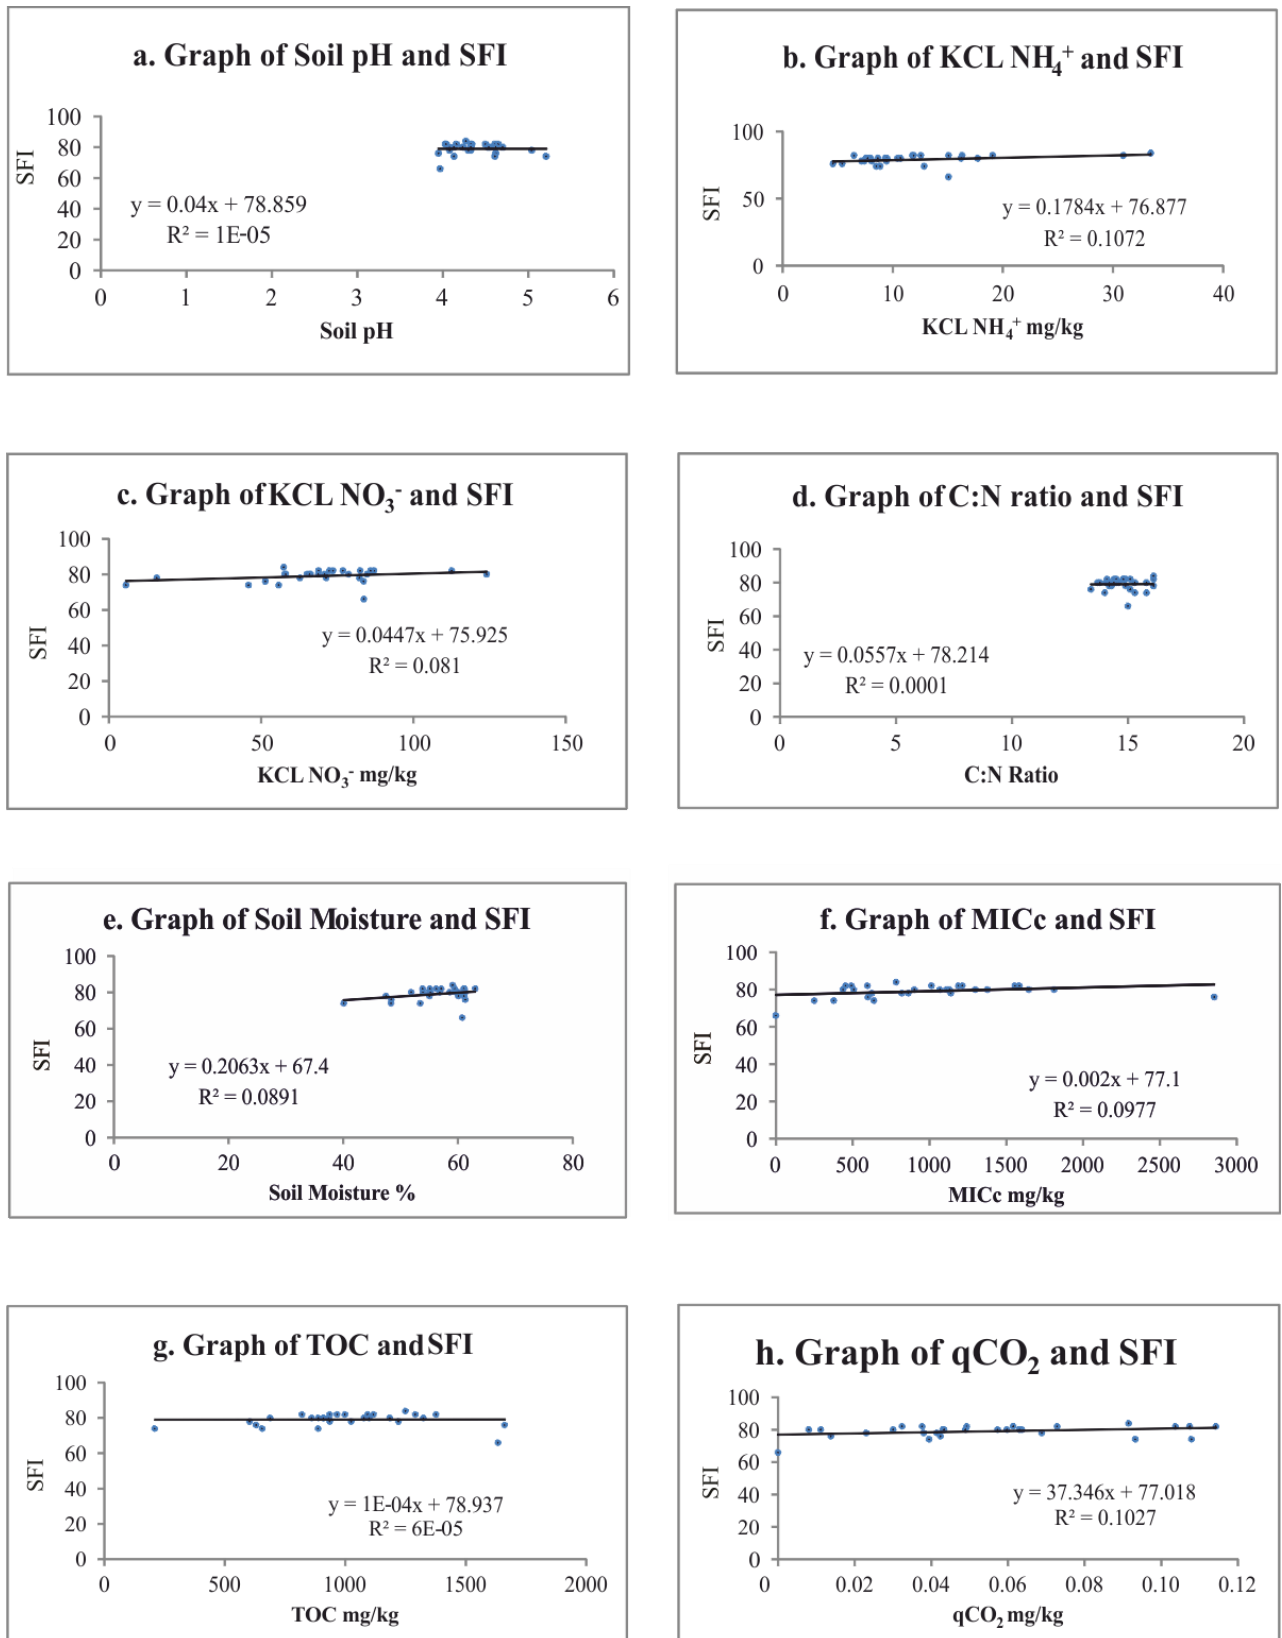 a. Graph of Soil pH and SFI
100
80
60
40
20
0
SFI
y = 0.04x + 78.859
R² = 1E-05
0 1 2 3 4 5 6
Soil pH
b. Graph of KCL NH₄⁺ and SFI
100
50
0
SFI
y = 0.1784x + 76.877
R² = 0.1072
0 10 20 30 40
KCL NH₄⁺ mg/kg
c. Graph of KCL NO₃⁻ and SFI
100
80
60
40
20
0
SFI
y = 0.0447x + 75.925
R² = 0.081
0 50 100 150
KCL NO₃⁻ mg/kg
d. Graph of C:N ratio and SFI
100
80
60
40
20
0
SFI
y = 0.0557x + 78.214
R² = 0.0001
0 5 10 15 20
C:N Ratio
e. Graph of Soil Moisture and SFI
100
80
60
40
20
0
SFI
y = 0.2063x + 67.4
R² = 0.0891
0 20 40 60 80
Soil Moisture %
f. Graph of MICc and SFI
100
80
60
40
20
0
SFI
y = 0.002x + 77.1
R² = 0.0977
0 500 1000 1500 2000 2500 3000
MICc mg/kg
g. Graph of TOC and SFI
100
80
60
40
20
0
SFI
y = 1E-04x + 78.937
R² = 6E-05
0 500 1000 1500 2000
TOC mg/kg
h. Graph of qCO₂ and SFI
100
80
60
40
20
0
SFI
y = 37.346x + 77.018
R² = 0.1027
0 0.02 0.04 0.06 0.08 0.10 0.12
qCO₂ mg/kg